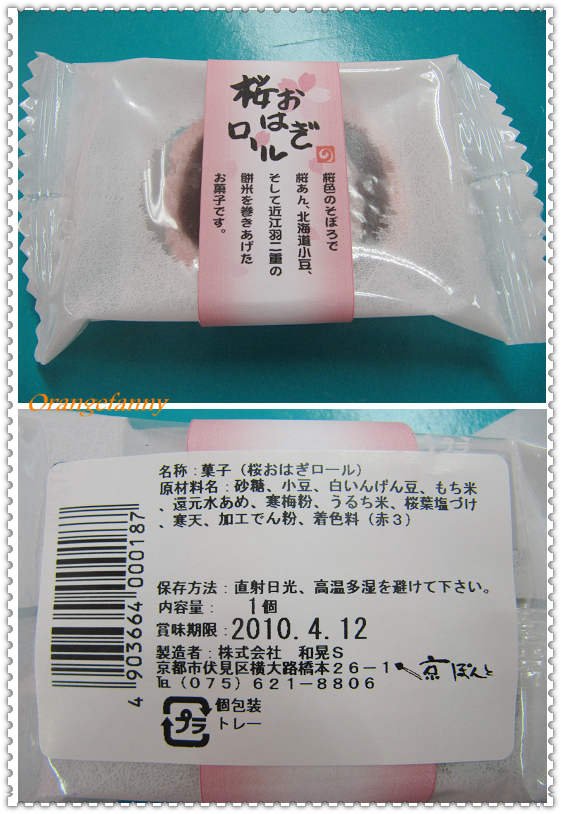 桜おはぎ
ロール
桜色のそぼろで
桜あん、北海道小豆、
そして近江羽二重の
餅米を巻きあげた
お菓子です。
Orangefanny
名称：菓子（桜おはぎロール）
原材料名：砂糖、小豆、白いんげん豆、もち米
、還元水あめ、寒梅粉、うるち米、桜葉塩づけ
、寒天、加工でん粉、着色料（赤３）
保存方法：直射日光、高温多湿を避けて下さい。
内容量： １個
賞味期限：2010.4.12
製造者：株式会社 和晃Ｓ
京都市伏見区横大路橋本２６－１
℡（０７５）６２１－８８０６
京ぽんと
プラ
個包装
トレー
4903664000187